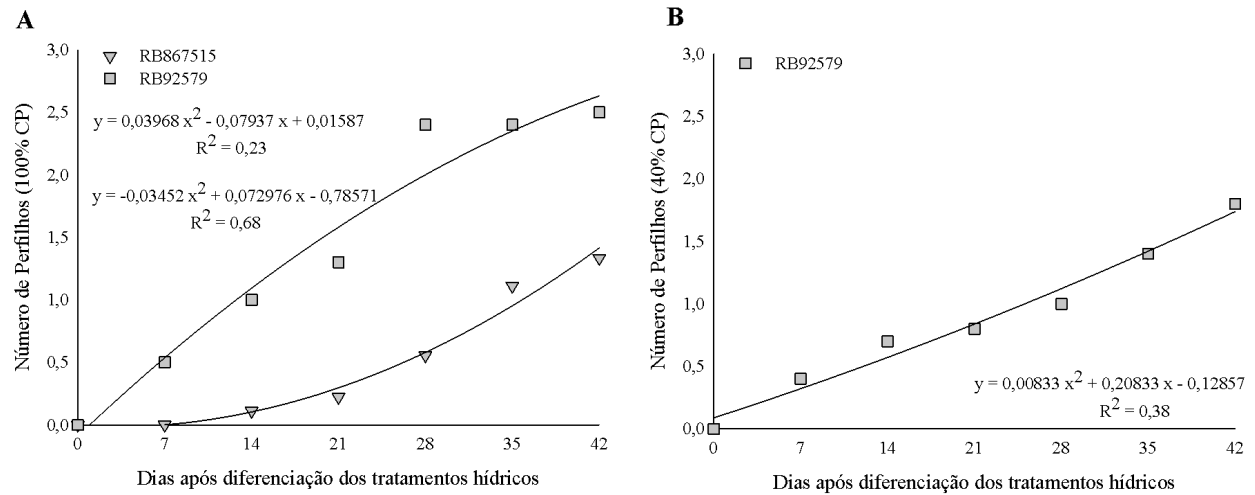 A
RB867515
RB92579
y = 0,03968 x² - 0,07937 x + 0,01587
R² = 0,23
y = -0,03452 x² + 0,072976 x - 0,78571
R² = 0,68
Número de Perfilhos (100% CP)
3,0
2,5
2,0
1,5
1,0
0,5
0,0
0 7 14 21 28 35 42
Dias após diferenciação dos tratamentos hídricos
B
RB92579
y = 0,00833 x² + 0,20833 x - 0,12857
R² = 0,38
Número de Perfilhos (40% CP)
3,0
2,5
2,0
1,5
1,0
0,5
0,0
0 7 14 21 28 35 42
Dias após diferenciação dos tratamentos hídricos